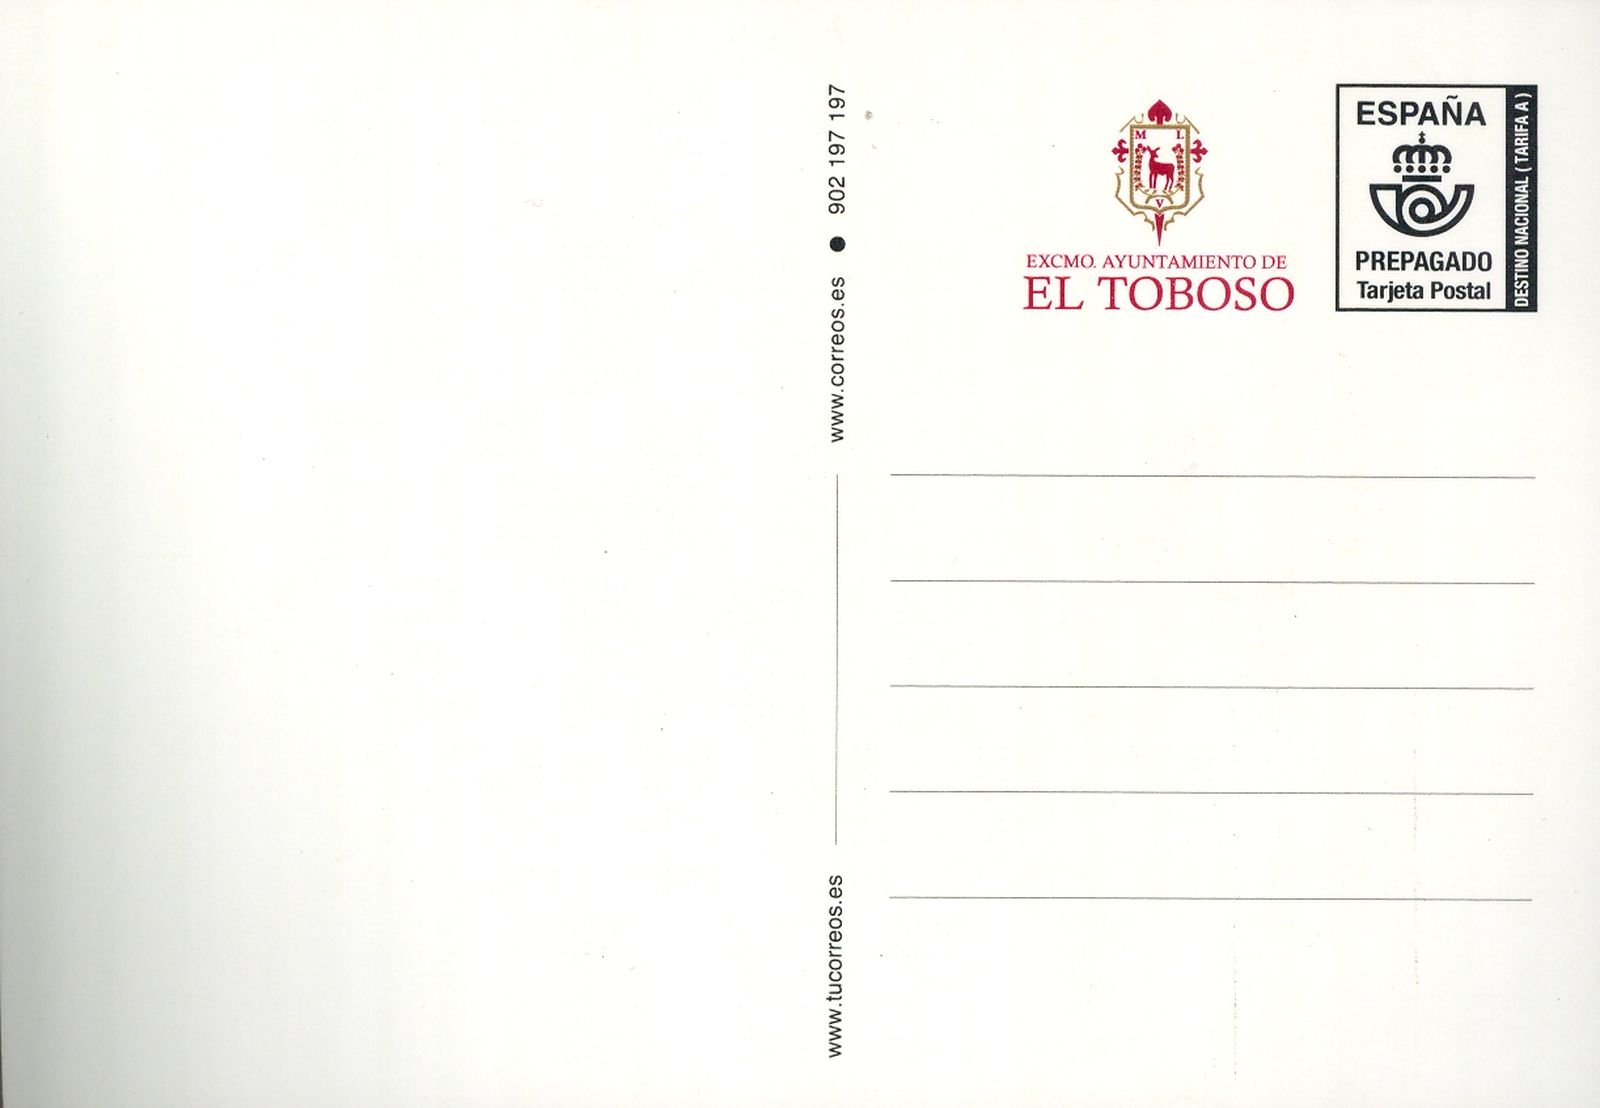 www.tucorreos.es
www.correos.es ● 902 197 197
M L
V
EXCMO. AYUNTAMIENTO DE
EL TOBOSO
ESPAÑA
PREPAGADO
Tarjeta Postal
DESTINO NACIONAL ( TARIFA A )